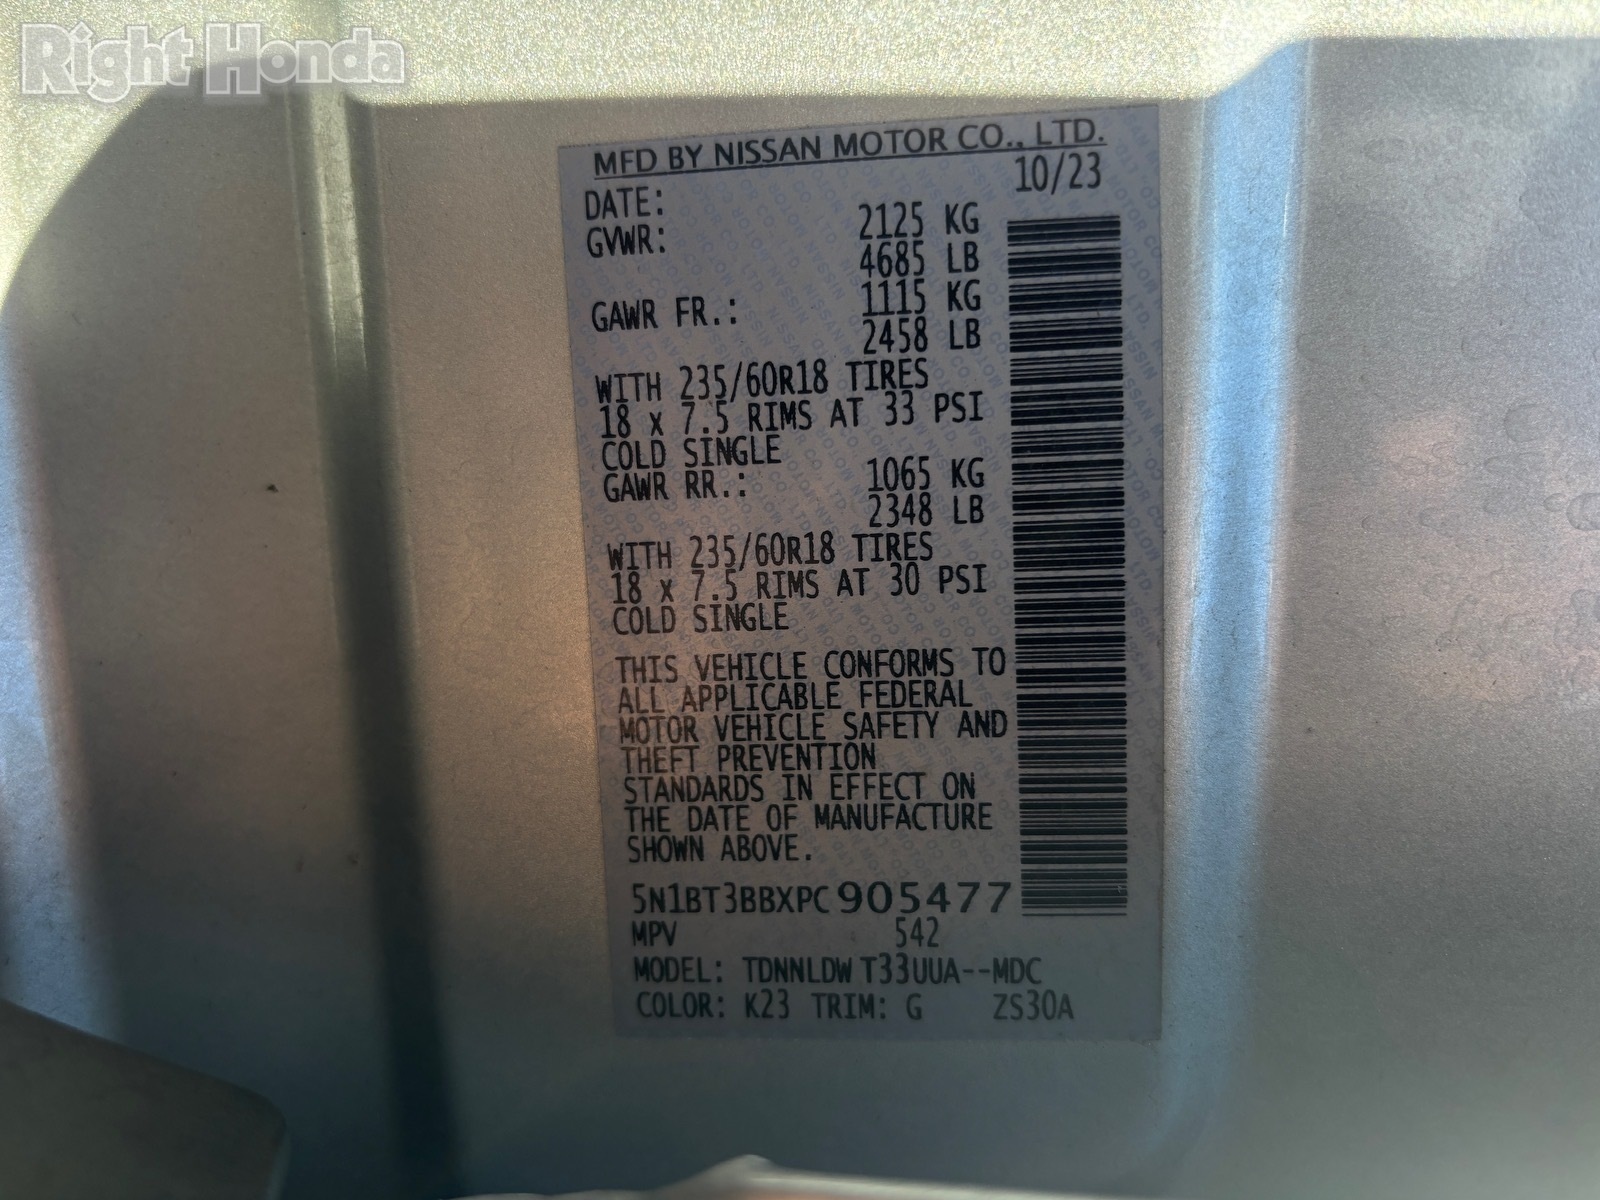 Right Honda
MFD BY NISSAN MOTOR CO., LTD.
DATE: 10/23
GVWR: 2125 KG
4685 LB
GAWR FR.: 1115 KG
2458 LB
WITH 235/60R18 TIRES
18 x 7.5 RIMS AT 33 PSI
COLD SINGLE
GAWR RR.: 1065 KG
2348 LB
WITH 235/60R18 TIRES
18 x 7.5 RIMS AT 30 PSI
COLD SINGLE
THIS VEHICLE CONFORMS TO
ALL APPLICABLE FEDERAL
MOTOR VEHICLE SAFETY AND
THEFT PREVENTION
STANDARDS IN EFFECT ON
THE DATE OF MANUFACTURE
SHOWN ABOVE.
5N1BT3BBXPC905477
MPV 542
MODEL: TDNNLDW T33UUA--MDC
COLOR: K23 TRIM: G ZS30A